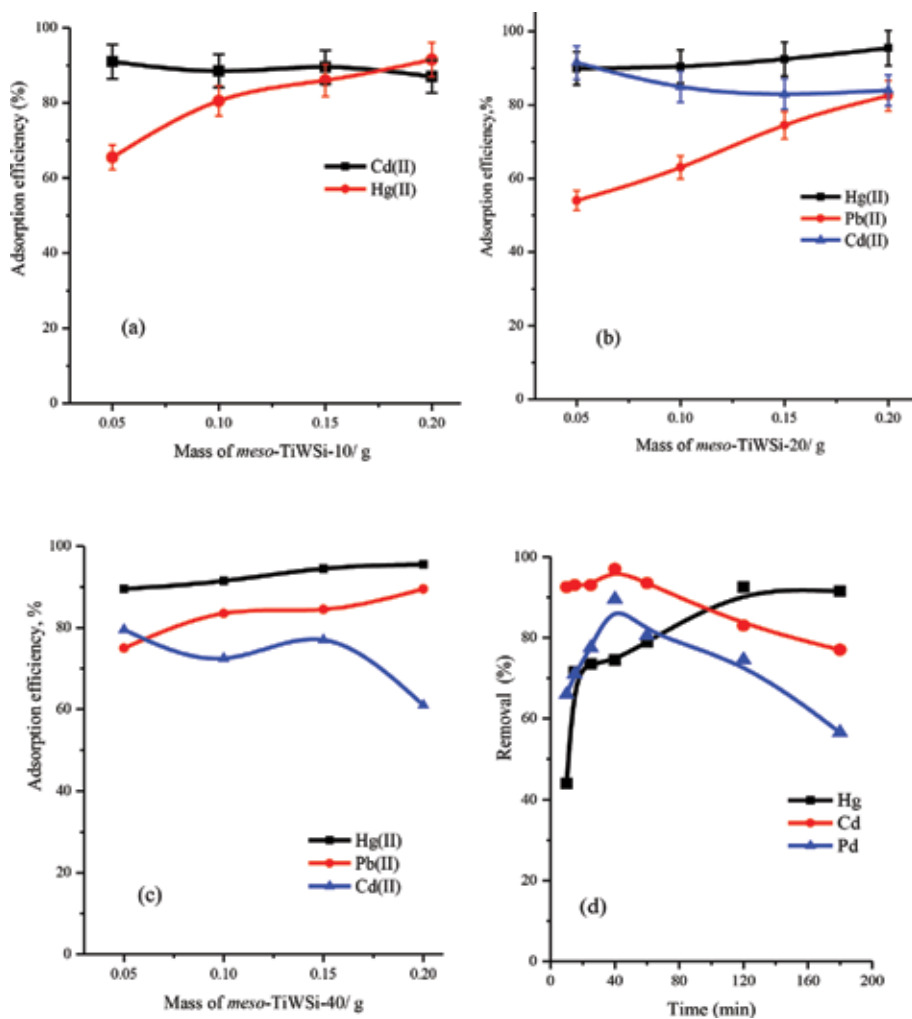 100
80
60
40
20
0
Adsorption efficiency (%)
Cd(II)
Hg(II)
(a)
0.05 0.10 0.15 0.20
Mass of meso-TiWSi-10/ g
100
80
60
40
20
0
Adsorption efficiency,%
Hg(II)
Pb(II)
Cd(II)
(b)
0.05 0.10 0.15 0.20
Mass of meso-TiWSi-20/ g
100
80
60
40
20
0
Adsorption efficiency, %
Hg(II)
Pb(II)
Cd(II)
(c)
0.05 0.10 0.15 0.20
Mass of meso-TiWSi-40/ g
100
80
60
40
20
0
Removal (%)
Hg
Cd
Pd
(d)
0 40 80 120 160 200
Time (min)